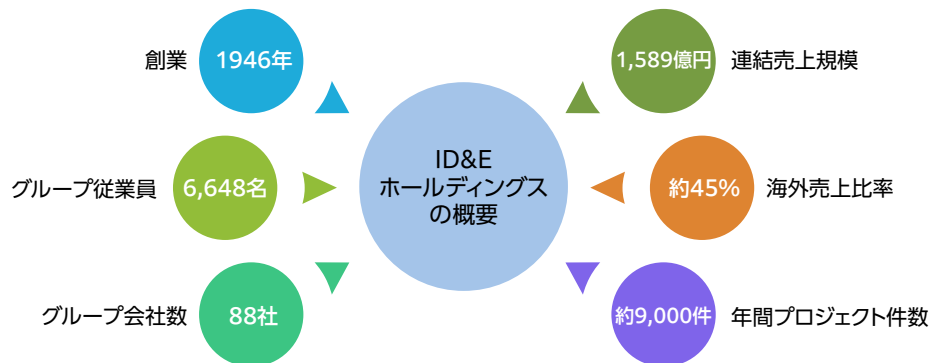 創業
1946年
グループ従業員
6,648名
グループ会社数
88社
ID&E
ホールディングス
の概要
1,589億円
連結売上規模
約45%
海外売上比率
約9,000件
年間プロジェクト件数